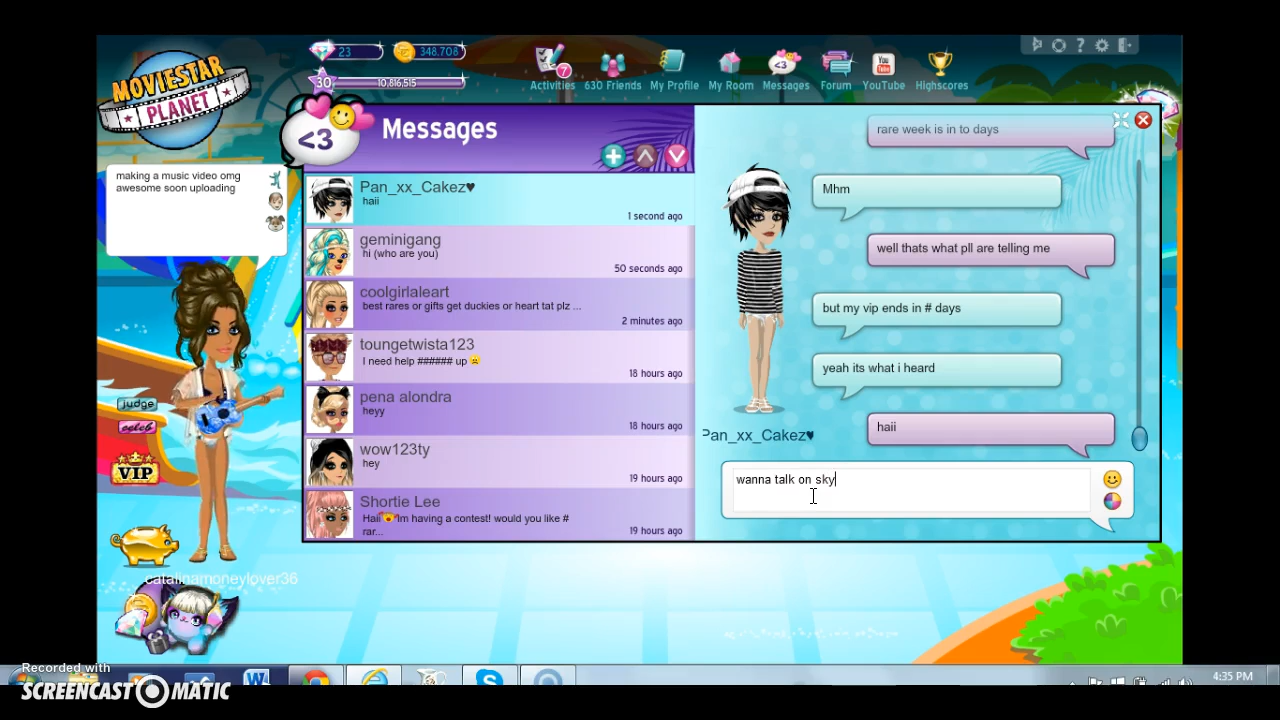 23
348.708
30
10,816,515
7
<3
Activities
630 Friends
My Profile
My Room
Messages
Forum
You
Tube
YouTube
Highscores
MOVIESTAR
PLANET
<3
Messages
making a music video omg
awesome soon uploading
Pan_xx_Cakez♥
haii
1 second ago
geminigang
hi (who are you)
50 seconds ago
coolgirlaleart
best rares or gifts get duckies or heart tat plz ...
2 minutes ago
toungetwista123
I need help ###### up
18 hours ago
pena alondra
heyy
18 hours ago
wow123ty
hey
19 hours ago
Shortie Lee
Haii Im having a contest! would you like #
rar...
19 hours ago
rare week is in to days
Mhm
well thats what pll are telling me
but my vip ends in # days
yeah its what i heard
haii
Pan_xx_Cakez♥
wanna talk on sky
judge
celeb
VIP
catalinamoneylover36
Recorded with
SCREENCAST-O-MATIC
4:35 PM